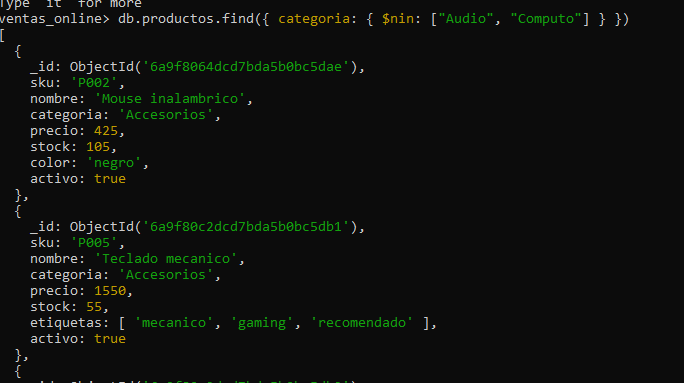 Type "it" for more
ventas_online> db.productos.find({ categoria: { $nin: ["Audio", "Computo"] } })
[
  {
    _id: ObjectId('6a9f8064dcd7bda5b0bc5dae'),
    sku: 'P002',
    nombre: 'Mouse inalambrico',
    categoria: 'Accesorios',
    precio: 425,
    stock: 105,
    color: 'negro',
    activo: true
  },
  {
    _id: ObjectId('6a9f80c2dcd7bda5b0bc5db1'),
    sku: 'P005',
    nombre: 'Teclado mecanico',
    categoria: 'Accesorios',
    precio: 1550,
    stock: 55,
    etiquetas: [ 'mecanico', 'gaming', 'recomendado' ],
    activo: true
  },
  {